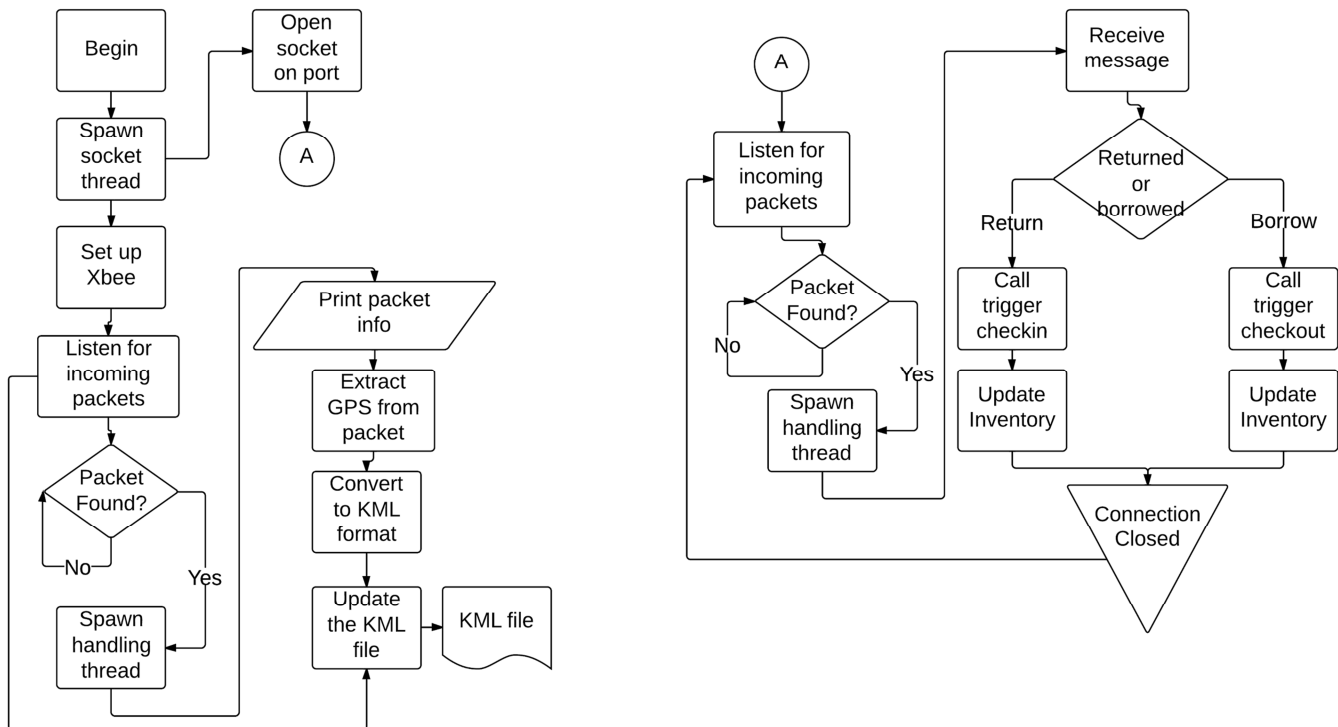 Begin
Open
socket
on port
Spawn
socket
thread
A
Set up
Xbee
Print packet
info
Listen for
incoming
packets
Extract
GPS from
packet
Packet
Found?
No
Yes
Convert
to KML
format
Spawn
handling
thread
Update
the KML
file
KML file
A
Listen for
incoming
packets
Packet
Found?
No
Yes
Spawn
handling
thread
Receive
message
Returned
or
borrowed
Return
Borrow
Call
trigger
checkin
Call
trigger
checkout
Update
Inventory
Update
Inventory
Connection
Closed